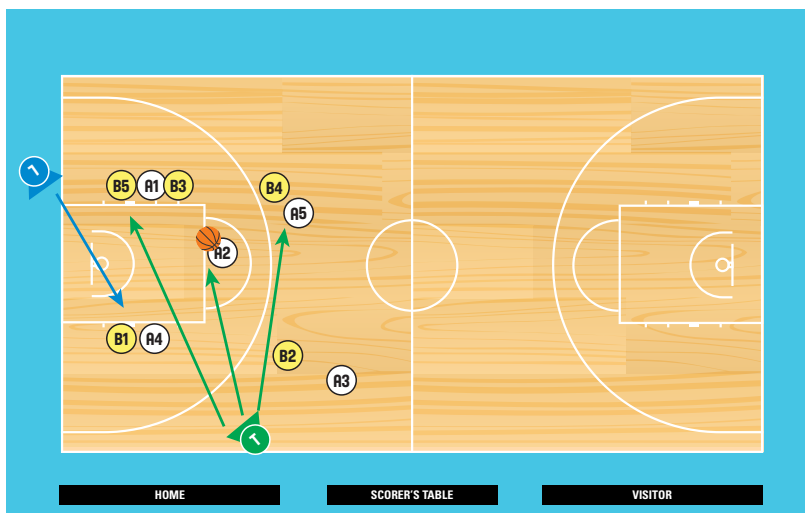 L
B5 A1 B3
B4
A5
A2
B1 A4
B2
A3
T
HOME
SCORER'S TABLE
VISITOR